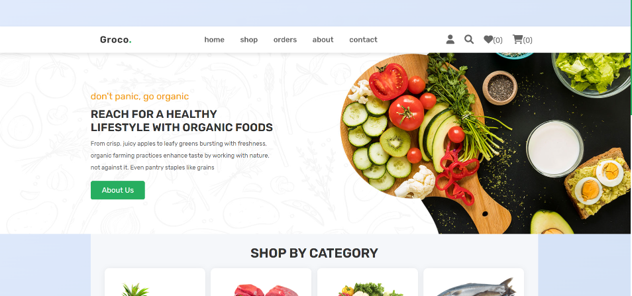 Groco.
home shop orders about contact
(0) (0)
don't panic, go organic
REACH FOR A HEALTHY
LIFESTYLE WITH ORGANIC FOODS
From crisp, juicy apples to leafy greens bursting with freshness,
organic farming practices enhance taste by working with nature,
not against it. Even pantry staples like grains
About Us
SHOP BY CATEGORY